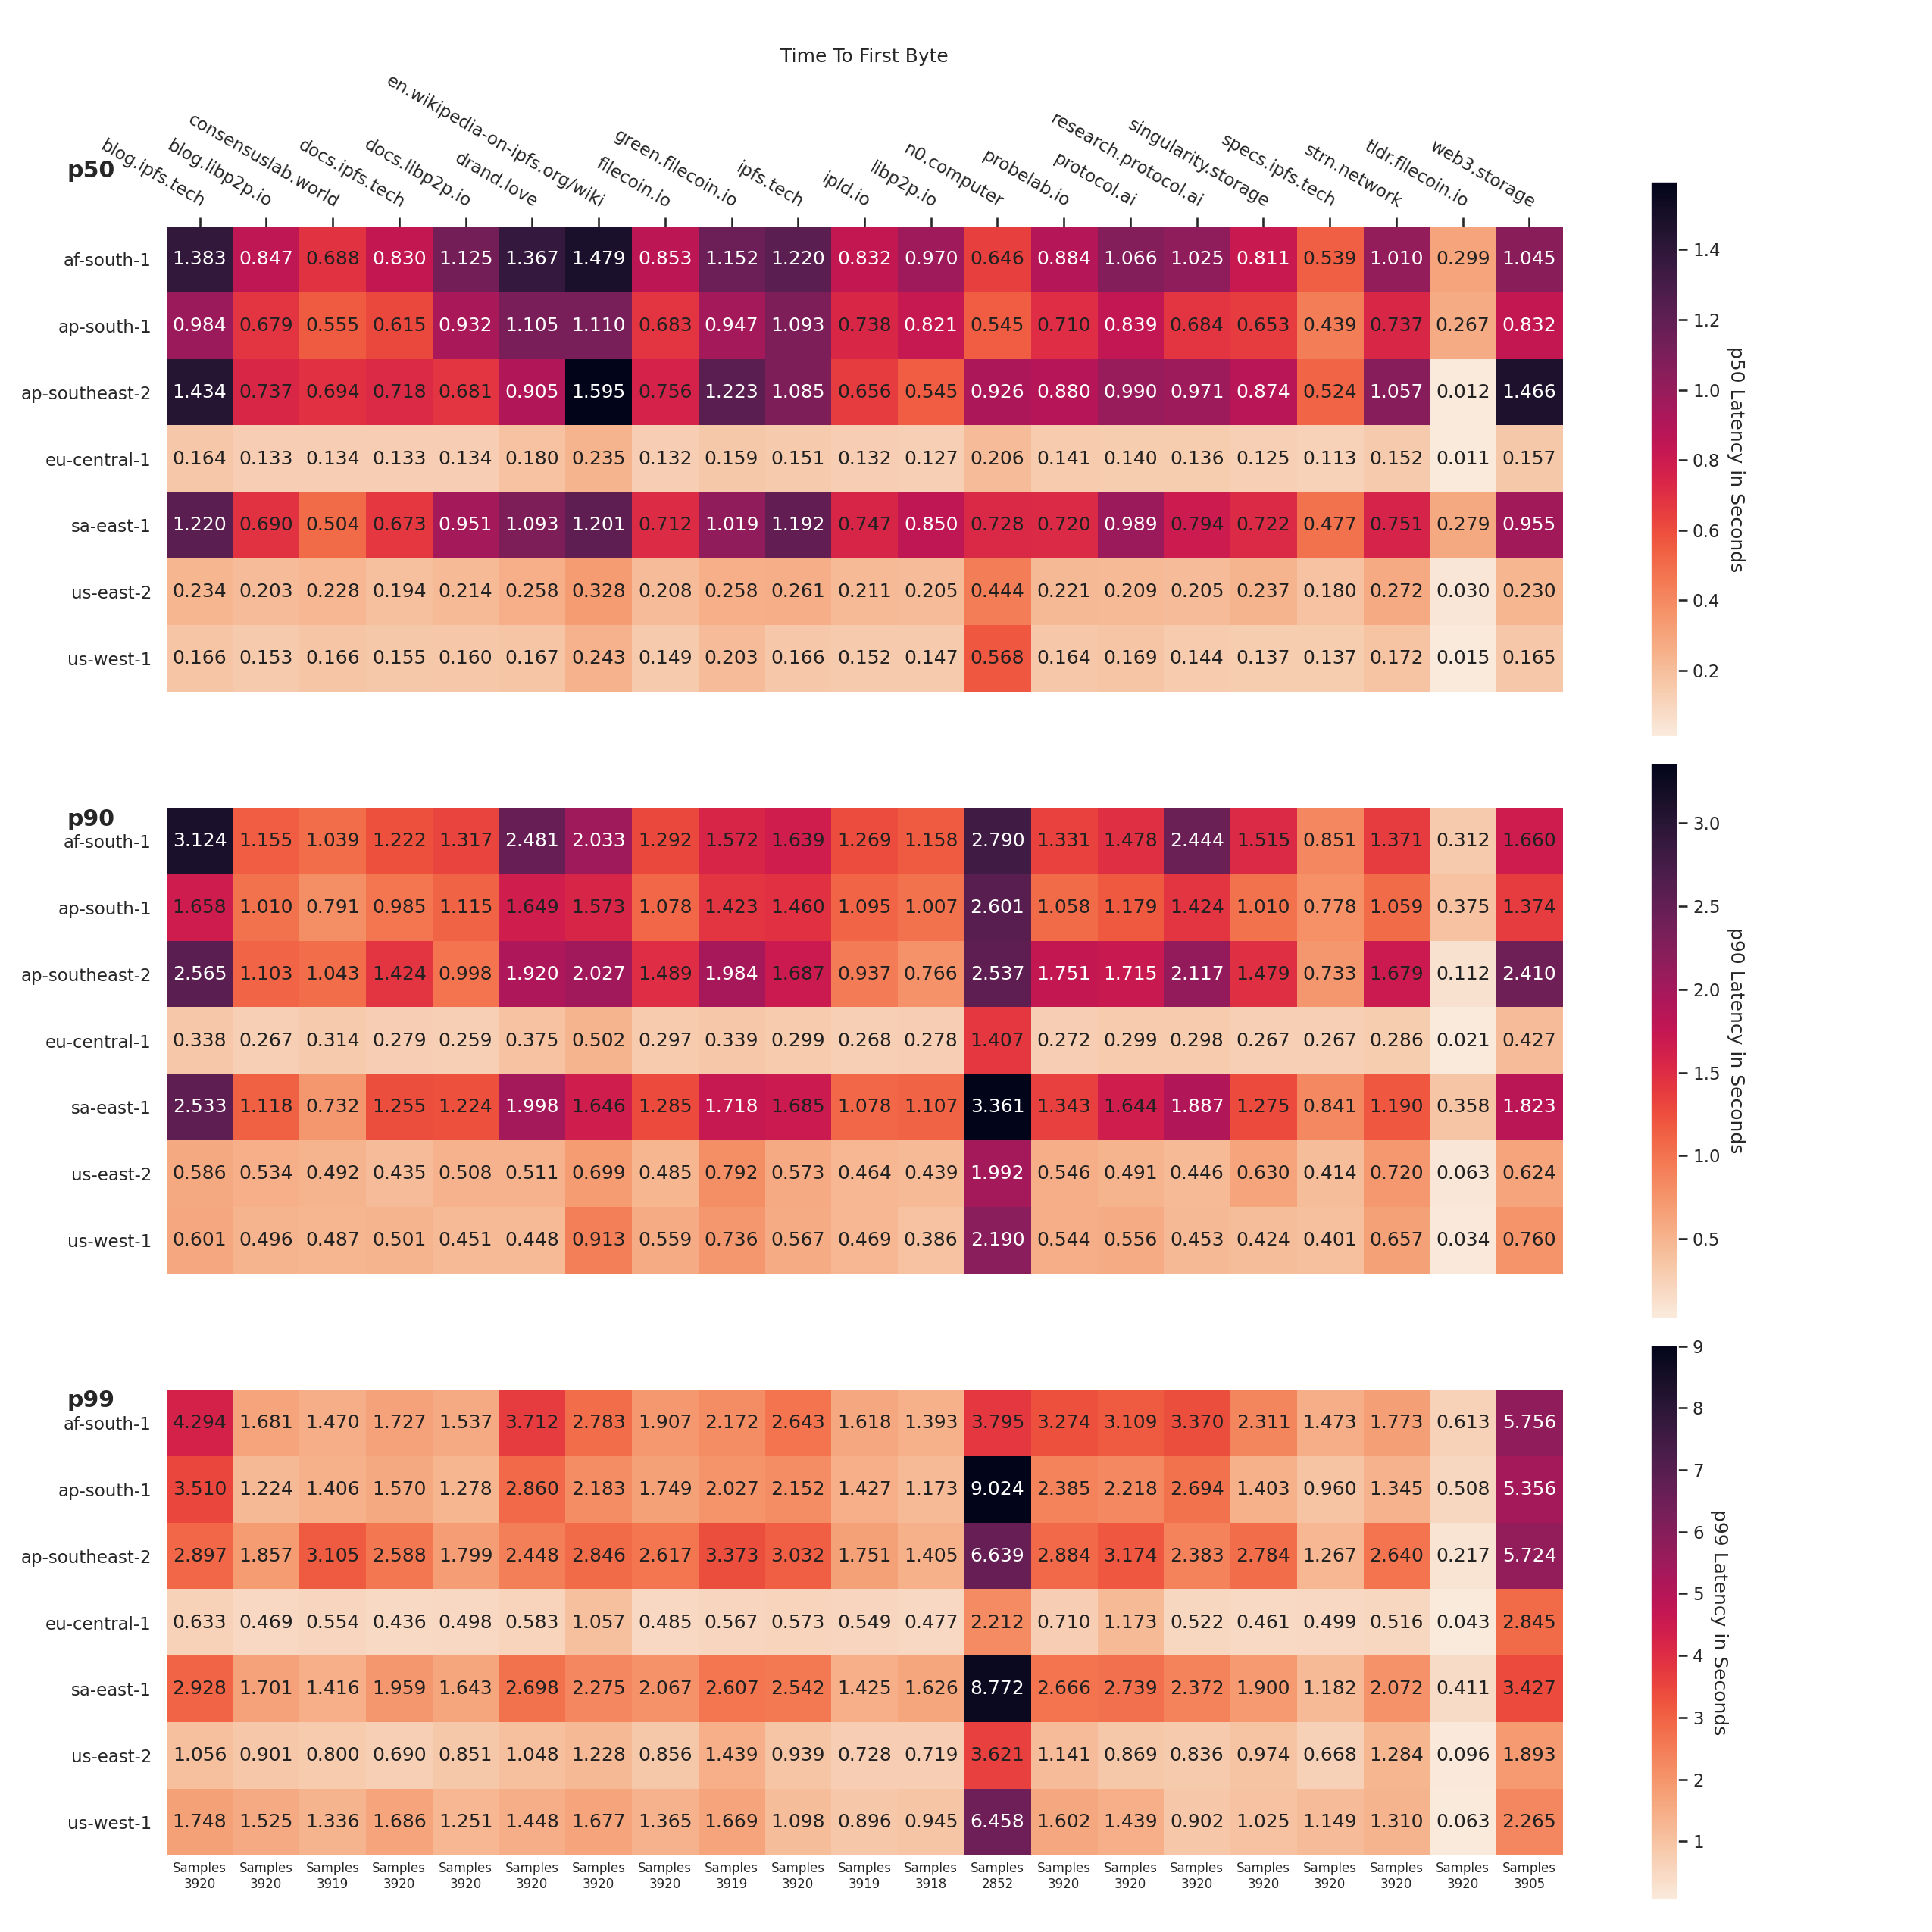 Time To First Byte
blog.ipfs.tech
blog.libp2p.io
consensuslab.world
docs.ipfs.tech
docs.libp2p.io
drand.love
en.wikipedia-on-ipfs.org/wiki
filecoin.io
green.filecoin.io
ipfs.tech
ipld.io
libp2p.io
n0.computer
probelab.io
protocol.ai
research.protocol.ai
singularity.storage
specs.ipfs.tech
strn.network
tldr.filecoin.io
web3.storage
p50
af-south-1 1.383 0.847 0.688 0.830 1.125 1.367 1.479 0.853 1.152 1.220 0.832 0.970 0.646 0.884 1.066 1.025 0.811 0.539 1.010 0.299 1.045
ap-south-1 0.984 0.679 0.555 0.615 0.932 1.105 1.110 0.683 0.947 1.093 0.738 0.821 0.545 0.710 0.839 0.684 0.653 0.439 0.737 0.267 0.832
ap-southeast-2 1.434 0.737 0.694 0.718 0.681 0.905 1.595 0.756 1.223 1.085 0.656 0.545 0.926 0.880 0.990 0.971 0.874 0.524 1.057 0.012 1.466
eu-central-1 0.164 0.133 0.134 0.133 0.134 0.180 0.235 0.132 0.159 0.151 0.132 0.127 0.206 0.141 0.140 0.136 0.125 0.113 0.152 0.011 0.157
sa-east-1 1.220 0.690 0.504 0.673 0.951 1.093 1.201 0.712 1.019 1.192 0.747 0.850 0.728 0.720 0.989 0.794 0.722 0.477 0.751 0.279 0.955
us-east-2 0.234 0.203 0.228 0.194 0.214 0.258 0.328 0.208 0.258 0.261 0.211 0.205 0.444 0.221 0.209 0.205 0.237 0.180 0.272 0.030 0.230
us-west-1 0.166 0.153 0.166 0.155 0.160 0.167 0.243 0.149 0.203 0.166 0.152 0.147 0.568 0.164 0.169 0.144 0.137 0.137 0.172 0.015 0.165
1.4
1.2
1.0
0.8
0.6
0.4
0.2
p50 Latency in Seconds
p90
af-south-1 3.124 1.155 1.039 1.222 1.317 2.481 2.033 1.292 1.572 1.639 1.269 1.158 2.790 1.331 1.478 2.444 1.515 0.851 1.371 0.312 1.660
ap-south-1 1.658 1.010 0.791 0.985 1.115 1.649 1.573 1.078 1.423 1.460 1.095 1.007 2.601 1.058 1.179 1.424 1.010 0.778 1.059 0.375 1.374
ap-southeast-2 2.565 1.103 1.043 1.424 0.998 1.920 2.027 1.489 1.984 1.687 0.937 0.766 2.537 1.751 1.715 2.117 1.479 0.733 1.679 0.112 2.410
eu-central-1 0.338 0.267 0.314 0.279 0.259 0.375 0.502 0.297 0.339 0.299 0.268 0.278 1.407 0.272 0.299 0.298 0.267 0.267 0.286 0.021 0.427
sa-east-1 2.533 1.118 0.732 1.255 1.224 1.998 1.646 1.285 1.718 1.685 1.078 1.107 3.361 1.343 1.644 1.887 1.275 0.841 1.190 0.358 1.823
us-east-2 0.586 0.534 0.492 0.435 0.508 0.511 0.699 0.485 0.792 0.573 0.464 0.439 1.992 0.546 0.491 0.446 0.630 0.414 0.720 0.063 0.624
us-west-1 0.601 0.496 0.487 0.501 0.451 0.448 0.913 0.559 0.736 0.567 0.469 0.386 2.190 0.544 0.556 0.453 0.424 0.401 0.657 0.034 0.760
3.0
2.5
2.0
1.5
1.0
0.5
p90 Latency in Seconds
p99
af-south-1 4.294 1.681 1.470 1.727 1.537 3.712 2.783 1.907 2.172 2.643 1.618 1.393 3.795 3.274 3.109 3.370 2.311 1.473 1.773 0.613 5.756
ap-south-1 3.510 1.224 1.406 1.570 1.278 2.860 2.183 1.749 2.027 2.152 1.427 1.173 9.024 2.385 2.218 2.694 1.403 0.960 1.345 0.508 5.356
ap-southeast-2 2.897 1.857 3.105 2.588 1.799 2.448 2.846 2.617 3.373 3.032 1.751 1.405 6.639 2.884 3.174 2.383 2.784 1.267 2.640 0.217 5.724
eu-central-1 0.633 0.469 0.554 0.436 0.498 0.583 1.057 0.485 0.567 0.573 0.549 0.477 2.212 0.710 1.173 0.522 0.461 0.499 0.516 0.043 2.845
sa-east-1 2.928 1.701 1.416 1.959 1.643 2.698 2.275 2.067 2.607 2.542 1.425 1.626 8.772 2.666 2.739 2.372 1.900 1.182 2.072 0.411 3.427
us-east-2 1.056 0.901 0.800 0.690 0.851 1.048 1.228 0.856 1.439 0.939 0.728 0.719 3.621 1.141 0.869 0.836 0.974 0.668 1.284 0.096 1.893
us-west-1 1.748 1.525 1.336 1.686 1.251 1.448 1.677 1.365 1.669 1.098 0.896 0.945 6.458 1.602 1.439 0.902 1.025 1.149 1.310 0.063 2.265
Samples Samples Samples Samples Samples Samples Samples Samples Samples Samples Samples Samples Samples Samples Samples Samples Samples Samples Samples Samples Samples
3920 3920 3919 3920 3920 3920 3920 3920 3919 3920 3919 3918 2852 3920 3920 3920 3920 3920 3920 3920 3905
9
8
7
6
5
4
3
2
1
p99 Latency in Seconds